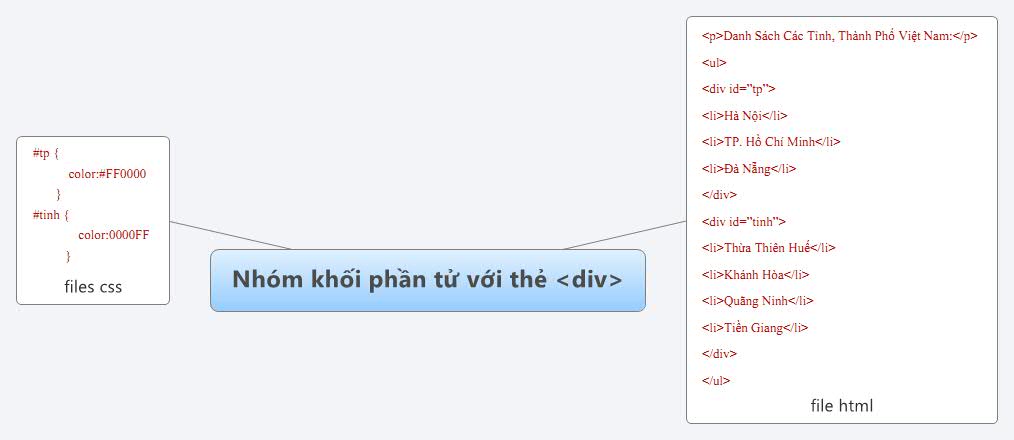 #tp {
color:#FF0000
}
#tinh {
color:0000FF
}
files css
Nhóm khối phần tử với thẻ <div>
<p>Danh Sách Các Tỉnh, Thành Phố Việt Nam:</p>
<ul>
<div id=”tp”>
<li>Hà Nội</li>
<li>TP. Hồ Chí Minh</li>
<li>Đà Nẵng</li>
</div>
<div id=”tinh”>
<li>Thừa Thiên Huế</li>
<li>Khánh Hòa</li>
<li>Quãng Ninh</li>
<li>Tiền Giang</li>
</div>
</ul>
file html